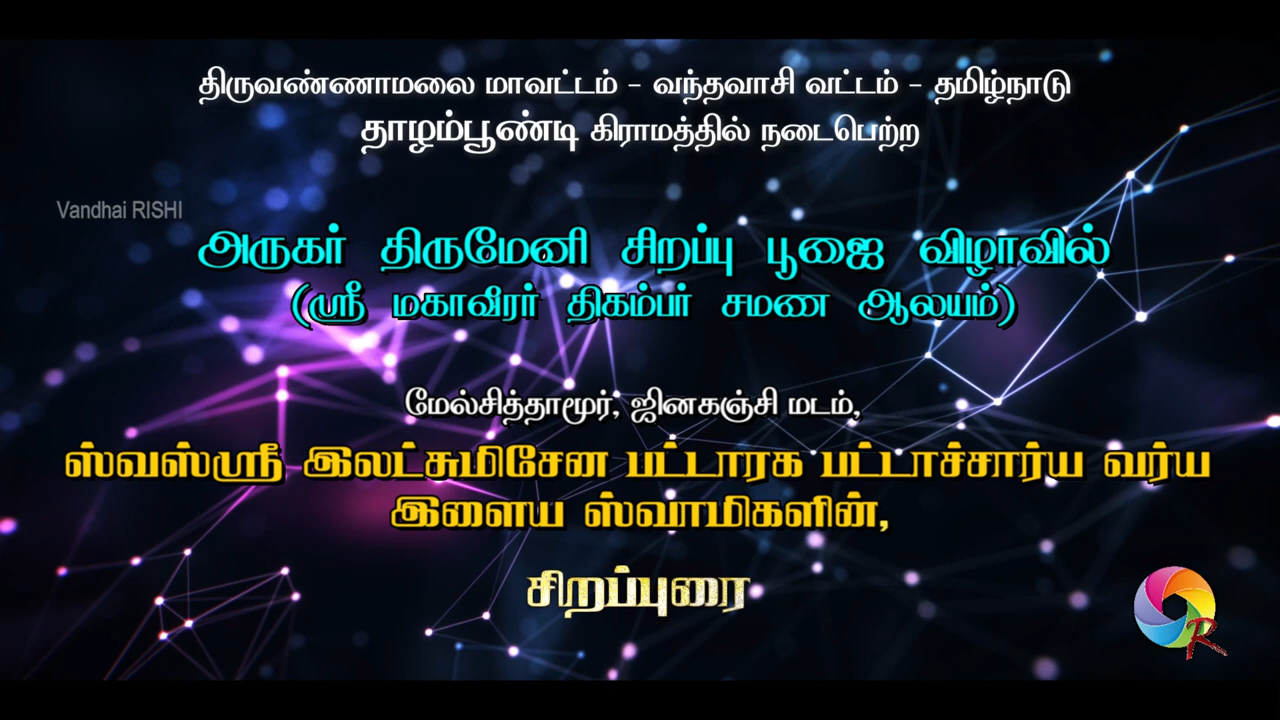 திருவண்ணாமலை மாவட்டம் - வந்தவாசி வட்டம் - தமிழ்நாடு
தாழம்பூண்டி கிராமத்தில் நடைபெற்ற
Vandhai RISHI
அருகர் திருமேனி சிறப்பு பூஜை விழாவில்
(ஸ்ரீ மகாவீரர் திகம்பர் சமண ஆலயம்)
மேல்சித்தாமூர், ஜினகஞ்சி மடம்,
ஸ்வஸ்ஸ்ரீ இலட்சுமிசேன பட்டாரக பட்டாச்சார்ய வர்ய
இளைய ஸ்வாமிகளின்,
சிறப்புரை
R